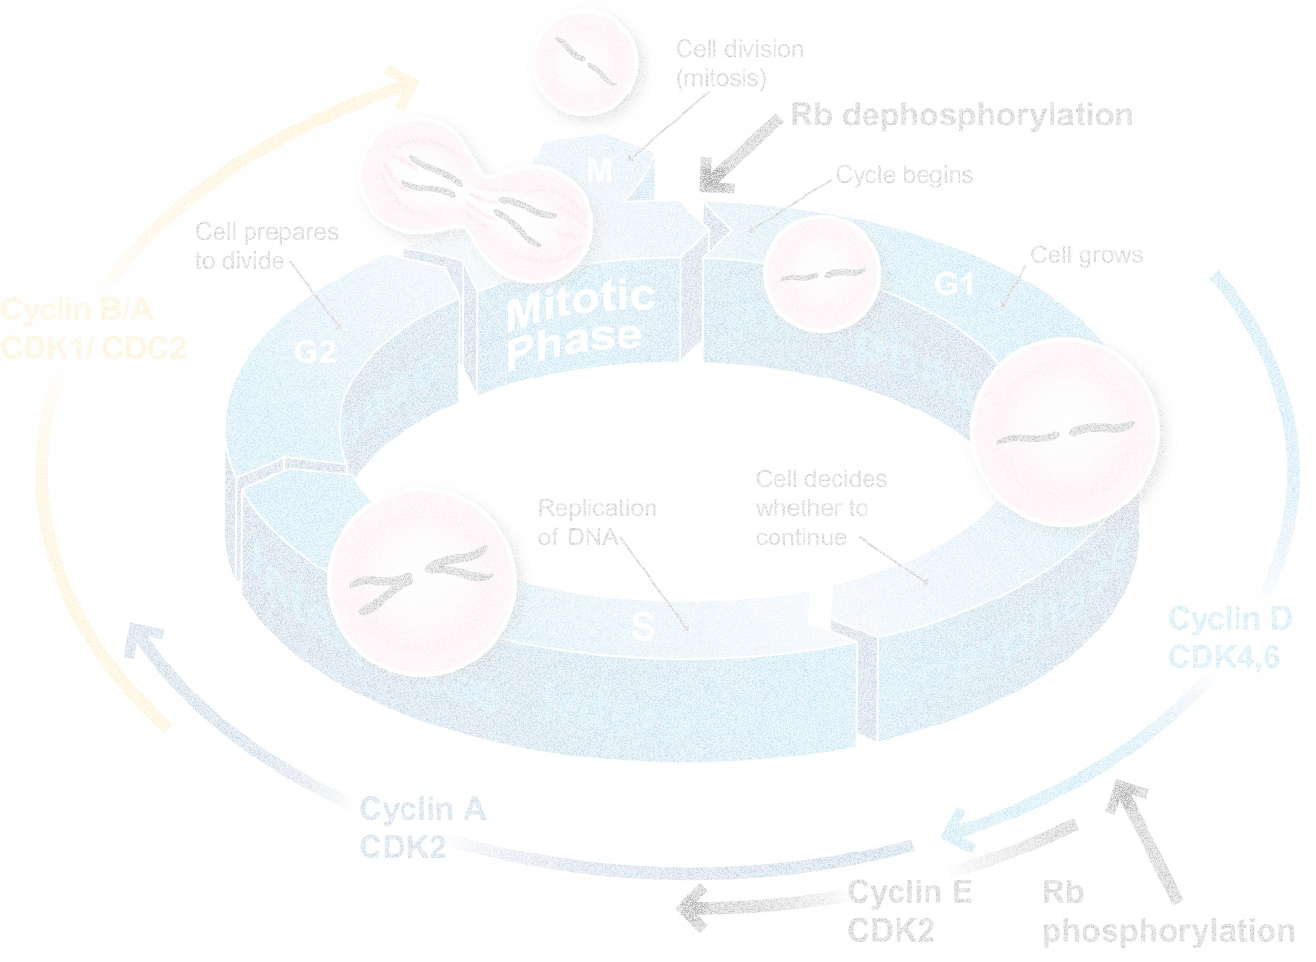 Cell division
(mitosis)
Rb dephosphorylation
M
Cycle begins
Cell prepares
to divide
Cell grows
G1
Cyclin B/A
CDK1/ CDC2
Mitotic
Phase
G2
Cell decides
whether to
continue
Replication
of DNA
S
Cyclin D
CDK4,6
Cyclin A
CDK2
Cyclin E
CDK2
Rb
phosphorylation